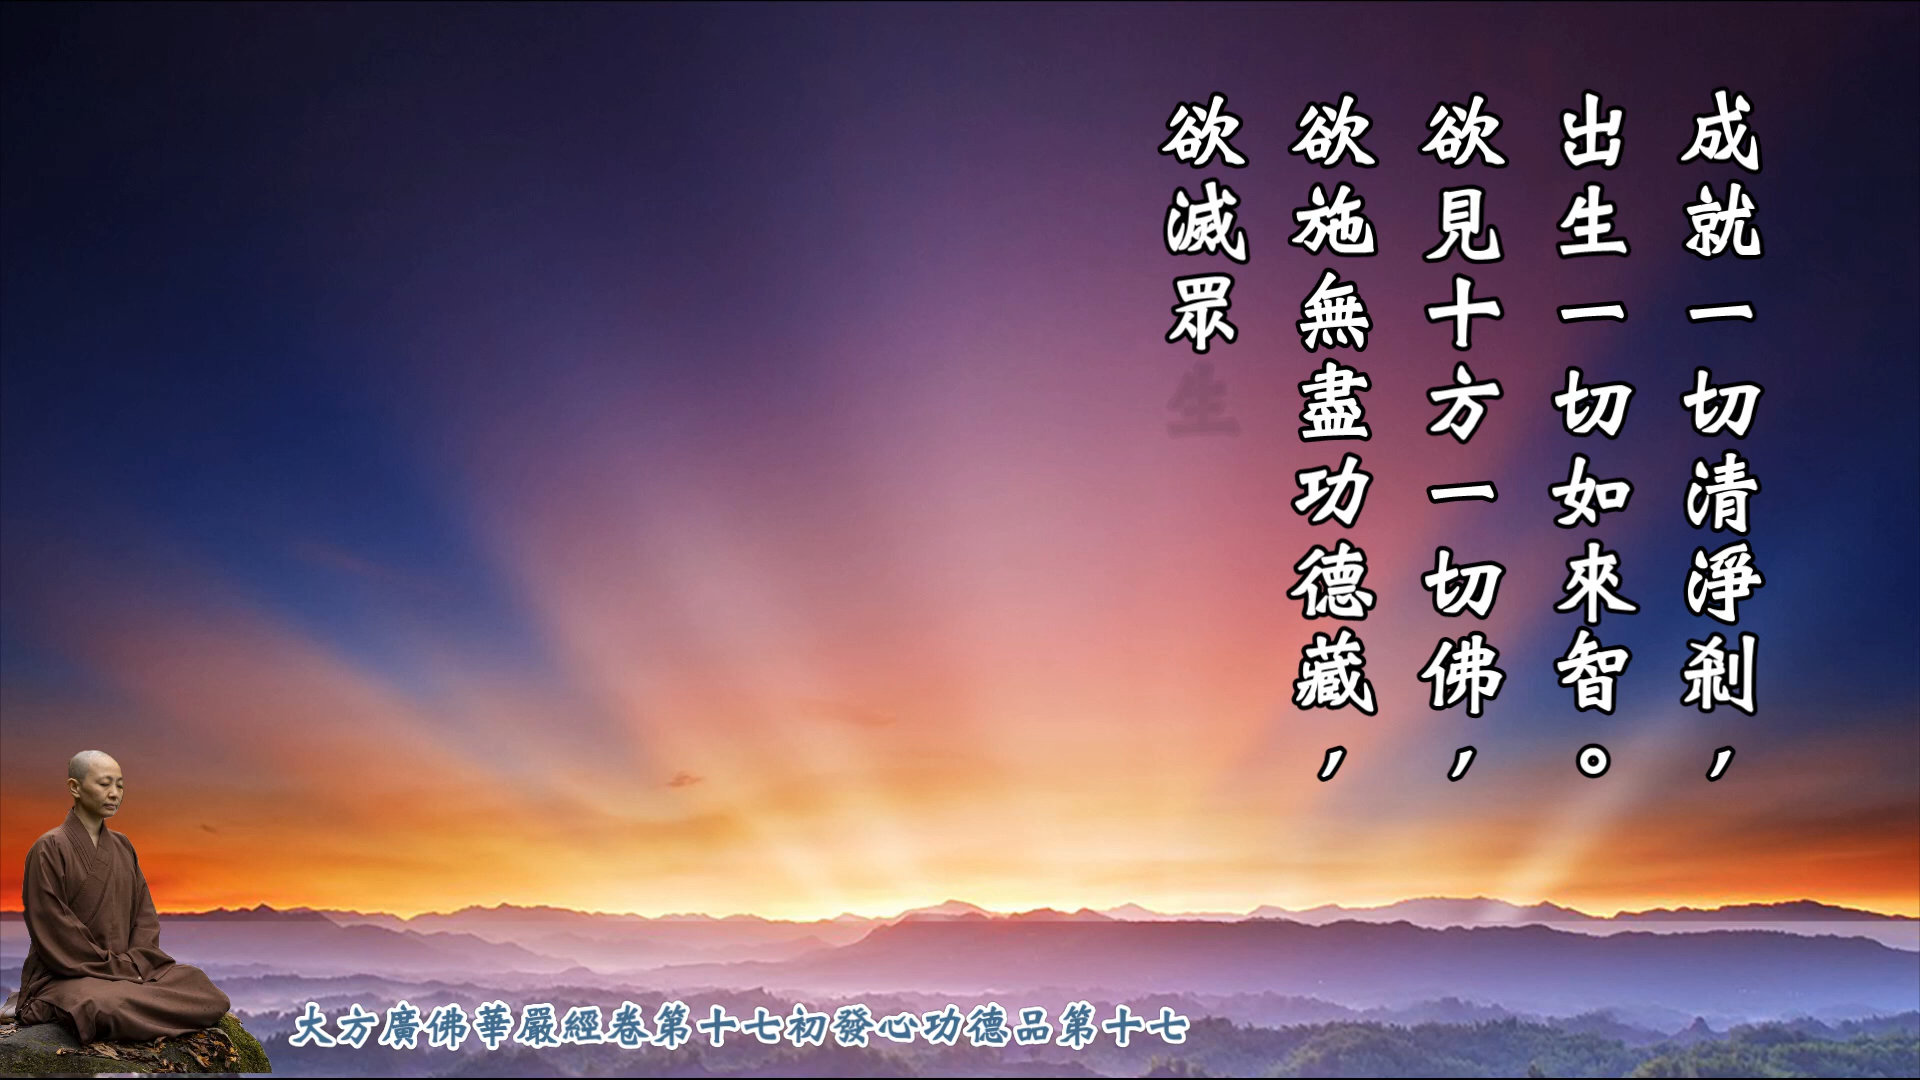 成就一切清淨剎，
出生一切如來智。
欲見十方一切佛，
欲施無盡功德藏，
欲滅眾生
大方廣佛華嚴經卷第十七初發心功德品第十七